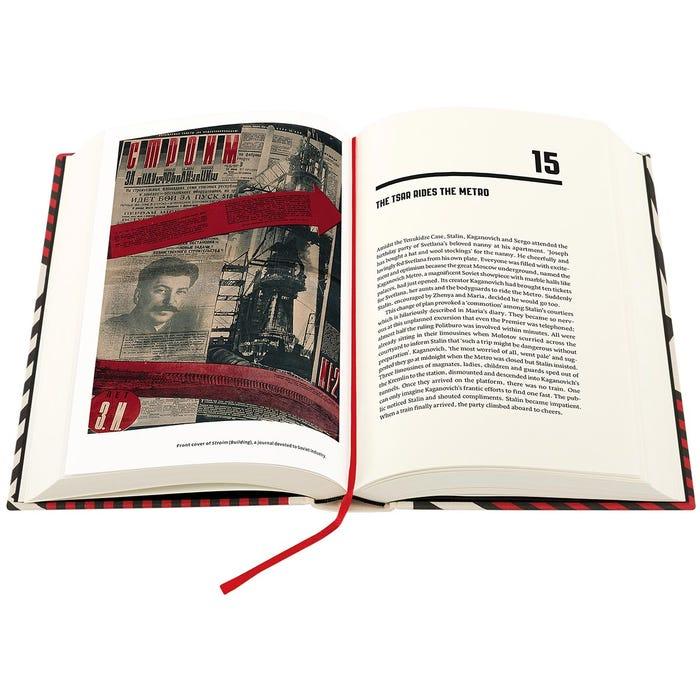 СТРОИМ
ЗА ИНДУСТРИАЛИЗАЦИЮ
ИДЕТ БОЙ ЗА ПУСК
№2
ЛЕТ
З.И.
Front cover of Stroim (Building), a journal devoted to Soviet industry.
15
THE TSAR RIDES THE METRO
Amidst the Tenukidze Case, Stalin, Kaganovich and Sergo attended the
birthday party of Svetlana's beloved nanny at his apartment. 'Joseph
has bought a hat and wool stockings' for the nanny. He cheerfully and
lovingly fed Svetlana from his own plate. Everyone was filled with excite-
ment and optimism because the great Moscow underground, named the
Kaganovich Metro, a magnificent Soviet showpiece with marble halls like
palaces, had just opened. Its creator Kaganovich had brought ten tickets
for Svetlana, her aunts and the bodyguards to ride the Metro. Suddenly
Stalin, encouraged by Zhenya and Maria, decided he would go too.
This change of plan provoked a 'commotion' among Stalin's courtiers
which is hilariously described in Maria's diary. They became so nerv-
ous at this unplanned excursion that even the Premier was telephoned;
almost half the ruling Politburo was involved within minutes. All were
already sitting in their limousines when Molotov scurried across the
courtyard to inform Stalin that 'such a trip might be dangerous without
preparation'. Kaganovich, 'the most worried of all, went pale' and sug-
gested they go at midnight when the Metro was closed but Stalin insisted.
Three limousines of magnates, ladies, children and guards sped out of
the Kremlin to the station, dismounted and descended into Kaganovich's
tunnels. Once they arrived on the platform, there was no train. One
can only imagine Kaganovich's frantic efforts to find one fast. The pub-
lic noticed Stalin and shouted compliments. Stalin became impatient.
When a train finally arrived, the party climbed aboard to cheers.